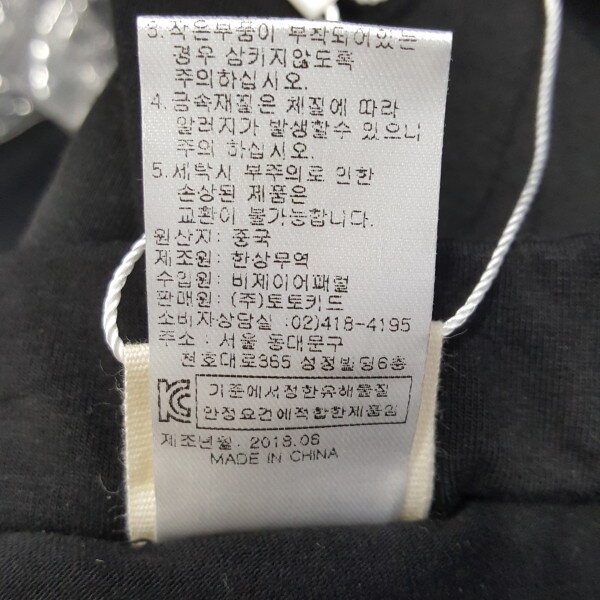 3. 작은부품이 부착되어있는
경우 삼키지않도록
주의하십시오.
4. 금속재질은 체질에 따라
알러지가 발생할수 있으니
주의 하십시오.
5. 세탁시 부주의로 인한
손상된 제품은
교환이 불가능합니다.
원산지: 중국
제조원: 한상무역
수입원: 비제이어패럴
판매원: (주)토토키드
소비자상담실 :02)418-4195
주소: 서울 동대문구
천호대로365 성정빌딩6층
KC 기준에서정한유해물질
안정요건에적합한제품임
제조년월. 2018.06
MADE IN CHINA